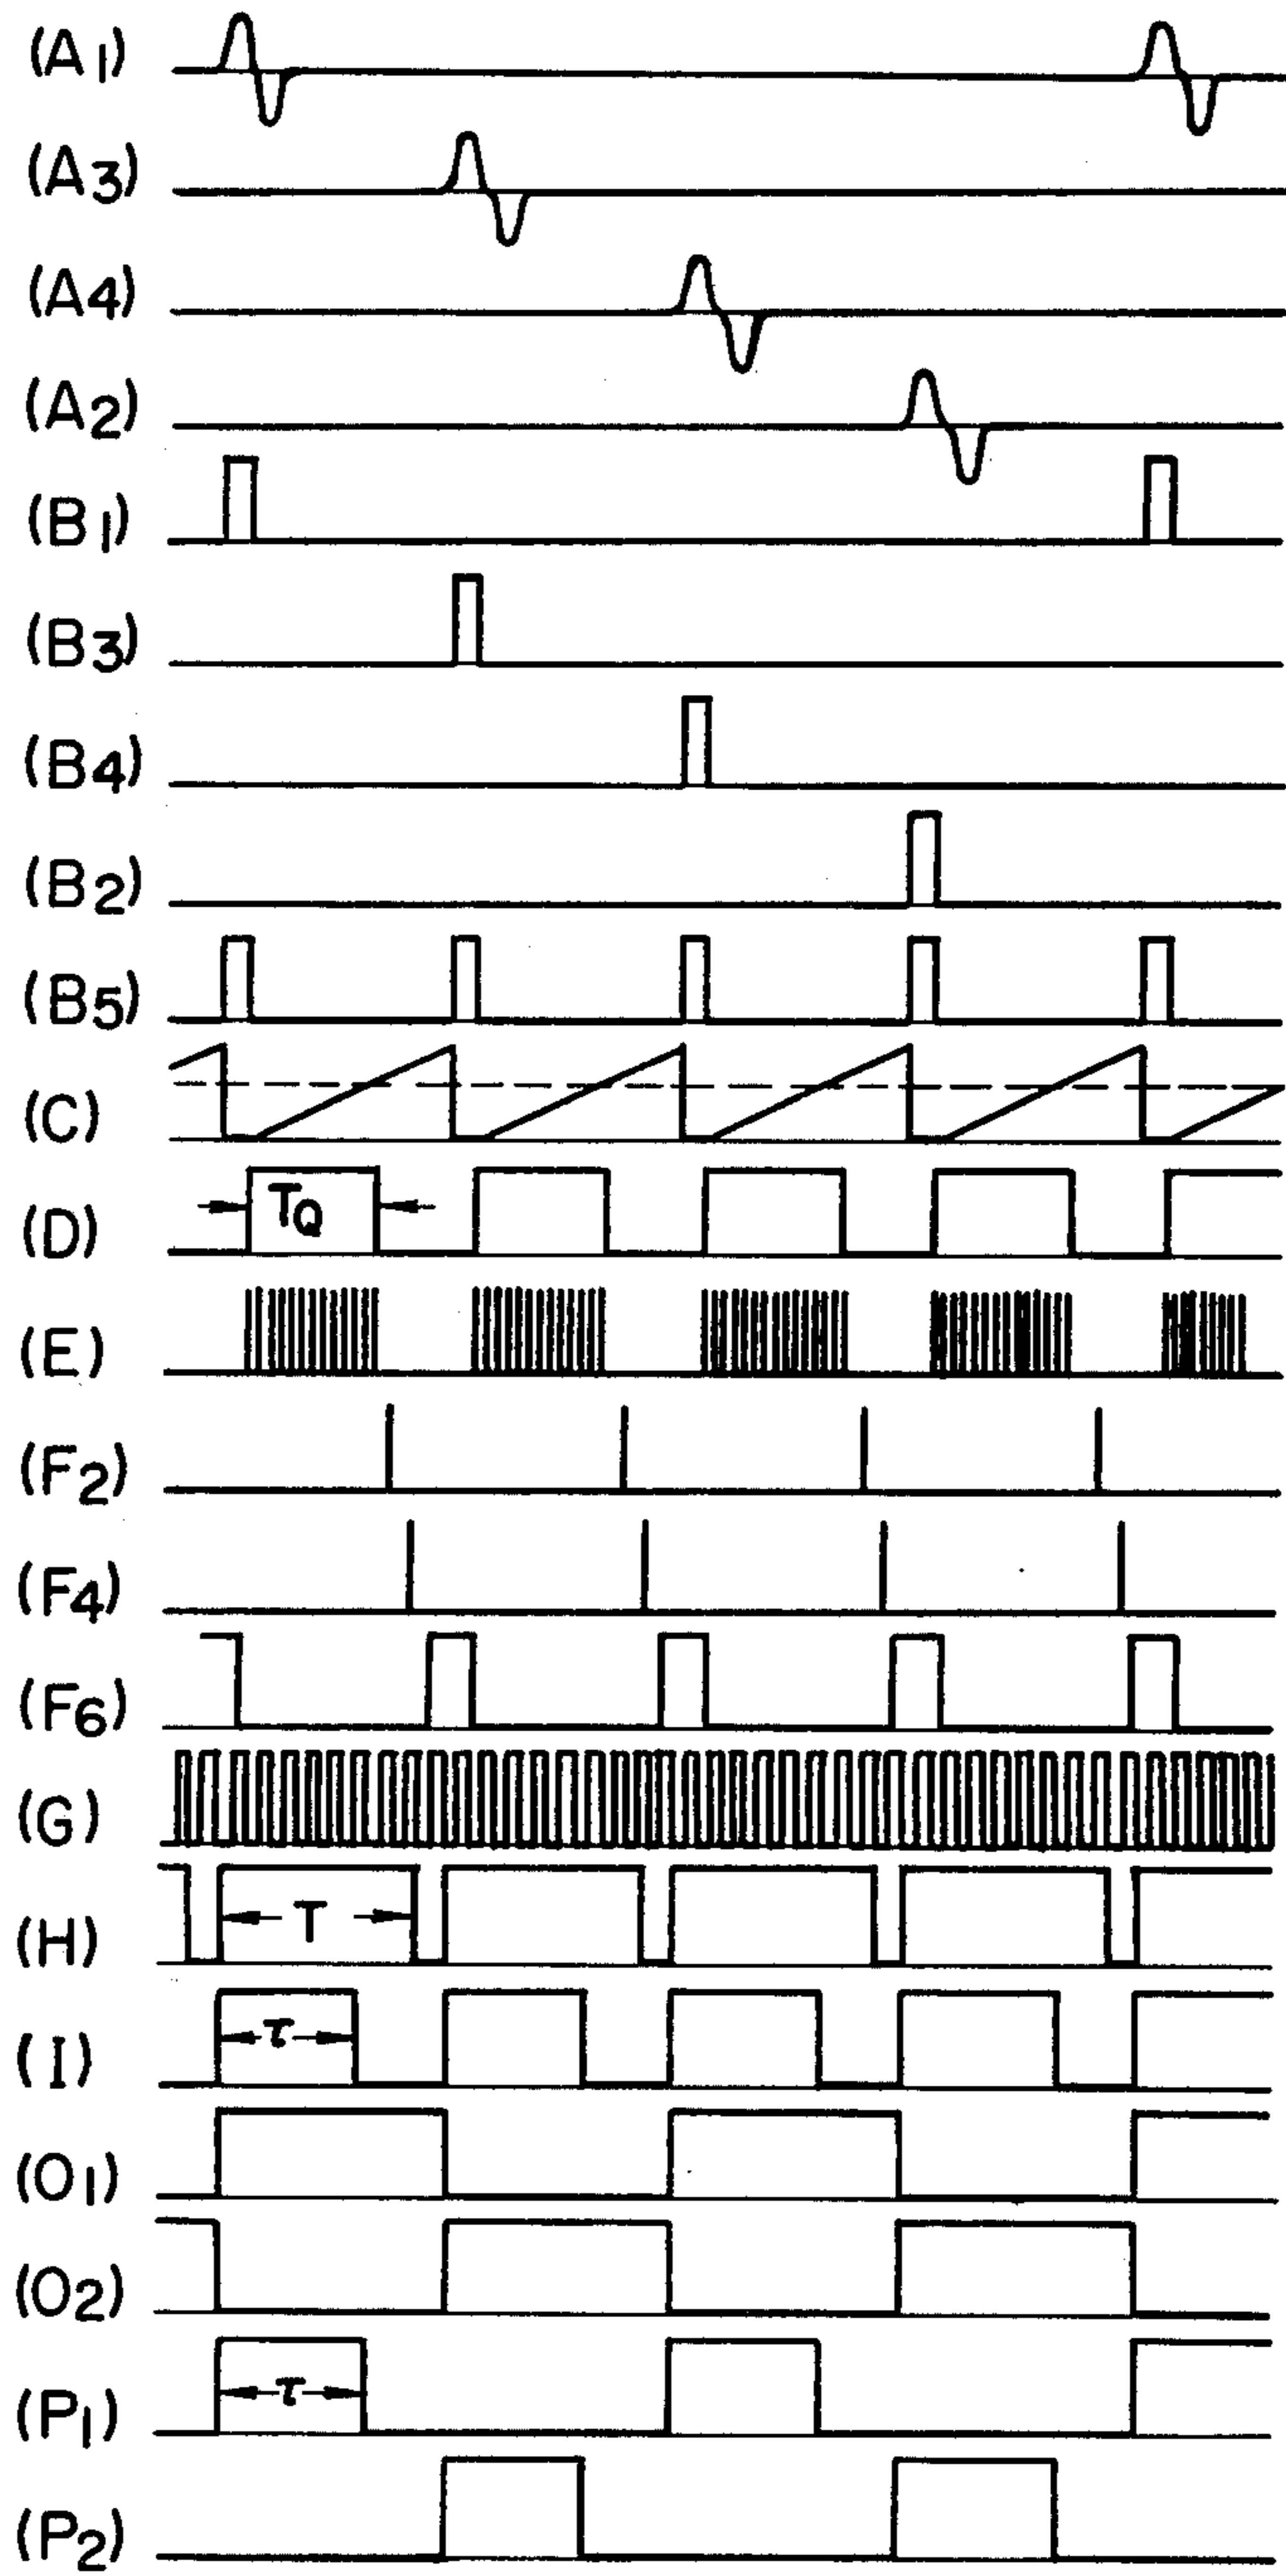 (A1)
(A3)
(A4)
(A2)
(B1)
(B3)
(B4)
(B2)
(B5)
(C)
(D) TQ
(E)
(F2)
(F4)
(F6)
(G)
(H) T
(I) τ
(O1)
(O2)
(P1) τ
(P2)